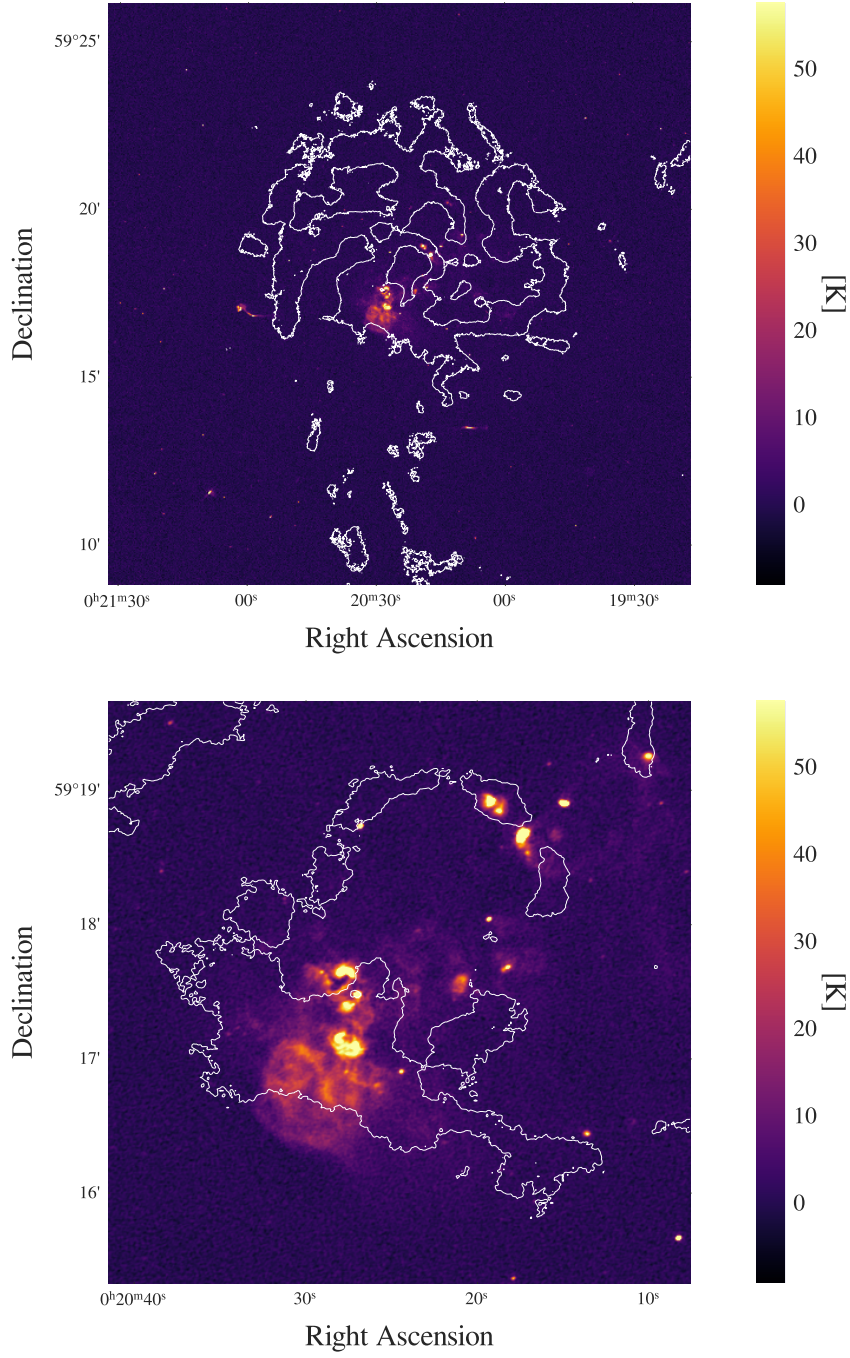 59°25'
20'
15'
10'
Declination
0ʰ21ᵐ30ˢ 00ˢ 20ᵐ30ˢ 00ˢ 19ᵐ30ˢ
Right Ascension
50
40
30
20
10
0
[K]
59°19'
18'
17'
16'
Declination
0ʰ20ᵐ40ˢ 30ˢ 20ˢ 10ˢ
Right Ascension
50
40
30
20
10
0
[K]